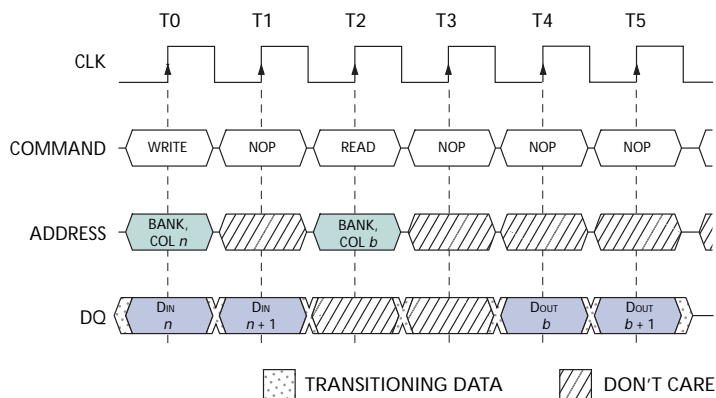 T0 T1 T2 T3 T4 T5
CLK
COMMAND WRITE NOP READ NOP NOP NOP
ADDRESS BANK, COL n BANK, COL b
DQ DIN n DIN n + 1 DOUT b DOUT b + 1
TRANSITIONING DATA DON'T CARE